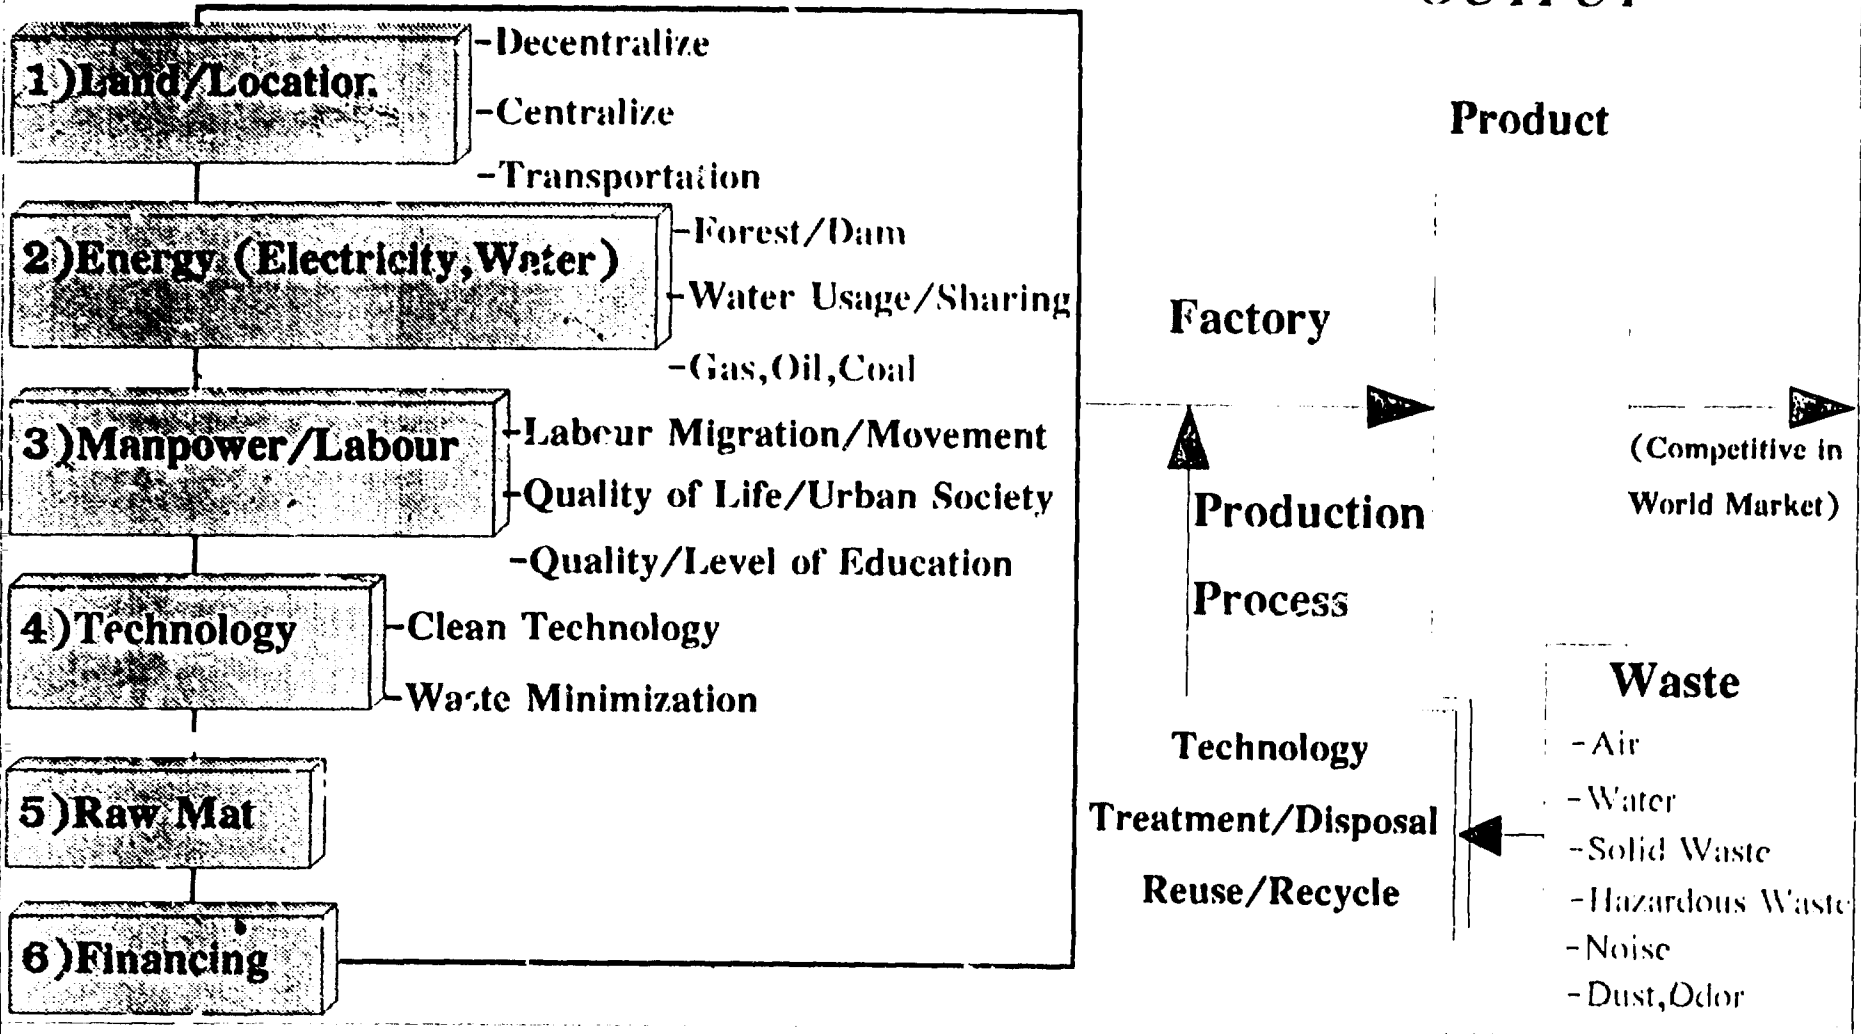 OUTPUT
1)Land/Location
-Decentralize
-Centralize
-Transportation
2)Energy (Electricity,Water)
-Forest/Dam
-Water Usage/Sharing
-Gas,Oil,Coal
3)Manpower/Labour
-Labour Migration/Movement
-Quality of Life/Urban Society
-Quality/Level of Education
4)Technology
-Clean Technology
-Waste Minimization
5)Raw Mat
6)Financing
Factory
Production
Process
Technology
Treatment/Disposal
Reuse/Recycle
Product
(Competitive in
World Market)
Waste
-Air
-Water
-Solid Waste
-Hazardous Waste
-Noise
-Dust,Odor